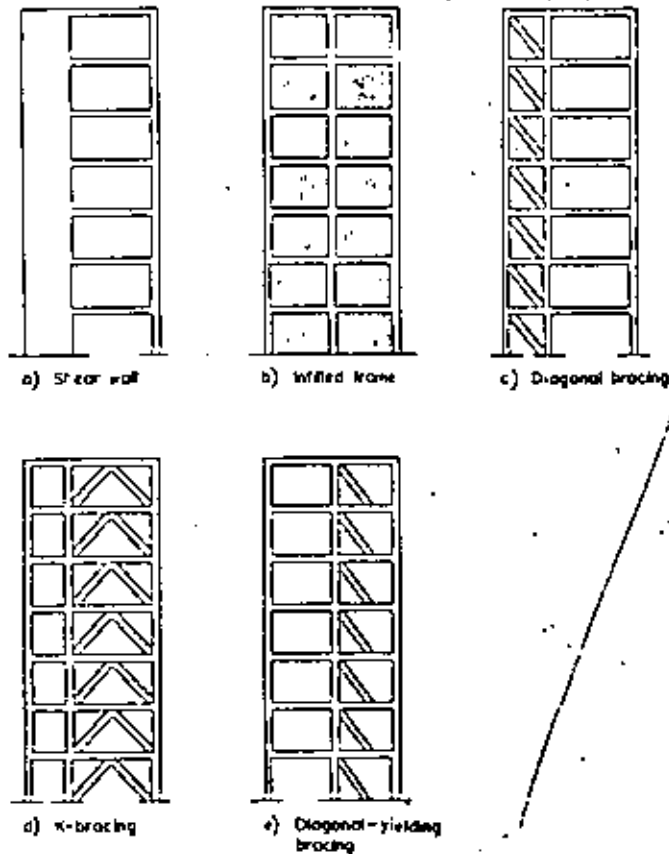 a) Shear wall
b) Infilled frame
c) Diagonal bracing
d) K-bracing
e) Diagonal-yielding
bracing